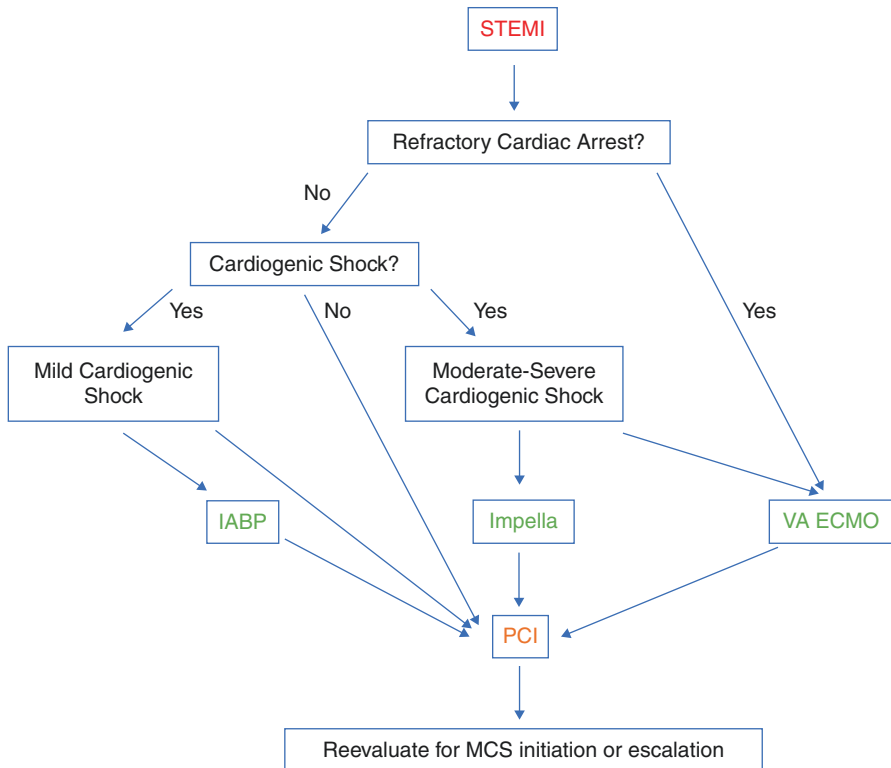 STEMI
Refractory Cardiac Arrest?
No
Cardiogenic Shock?
Yes
No
Yes
Yes
Mild Cardiogenic
Shock
Moderate-Severe
Cardiogenic Shock
IABP
Impella
VA ECMO
PCI
Reevaluate for MCS initiation or escalation